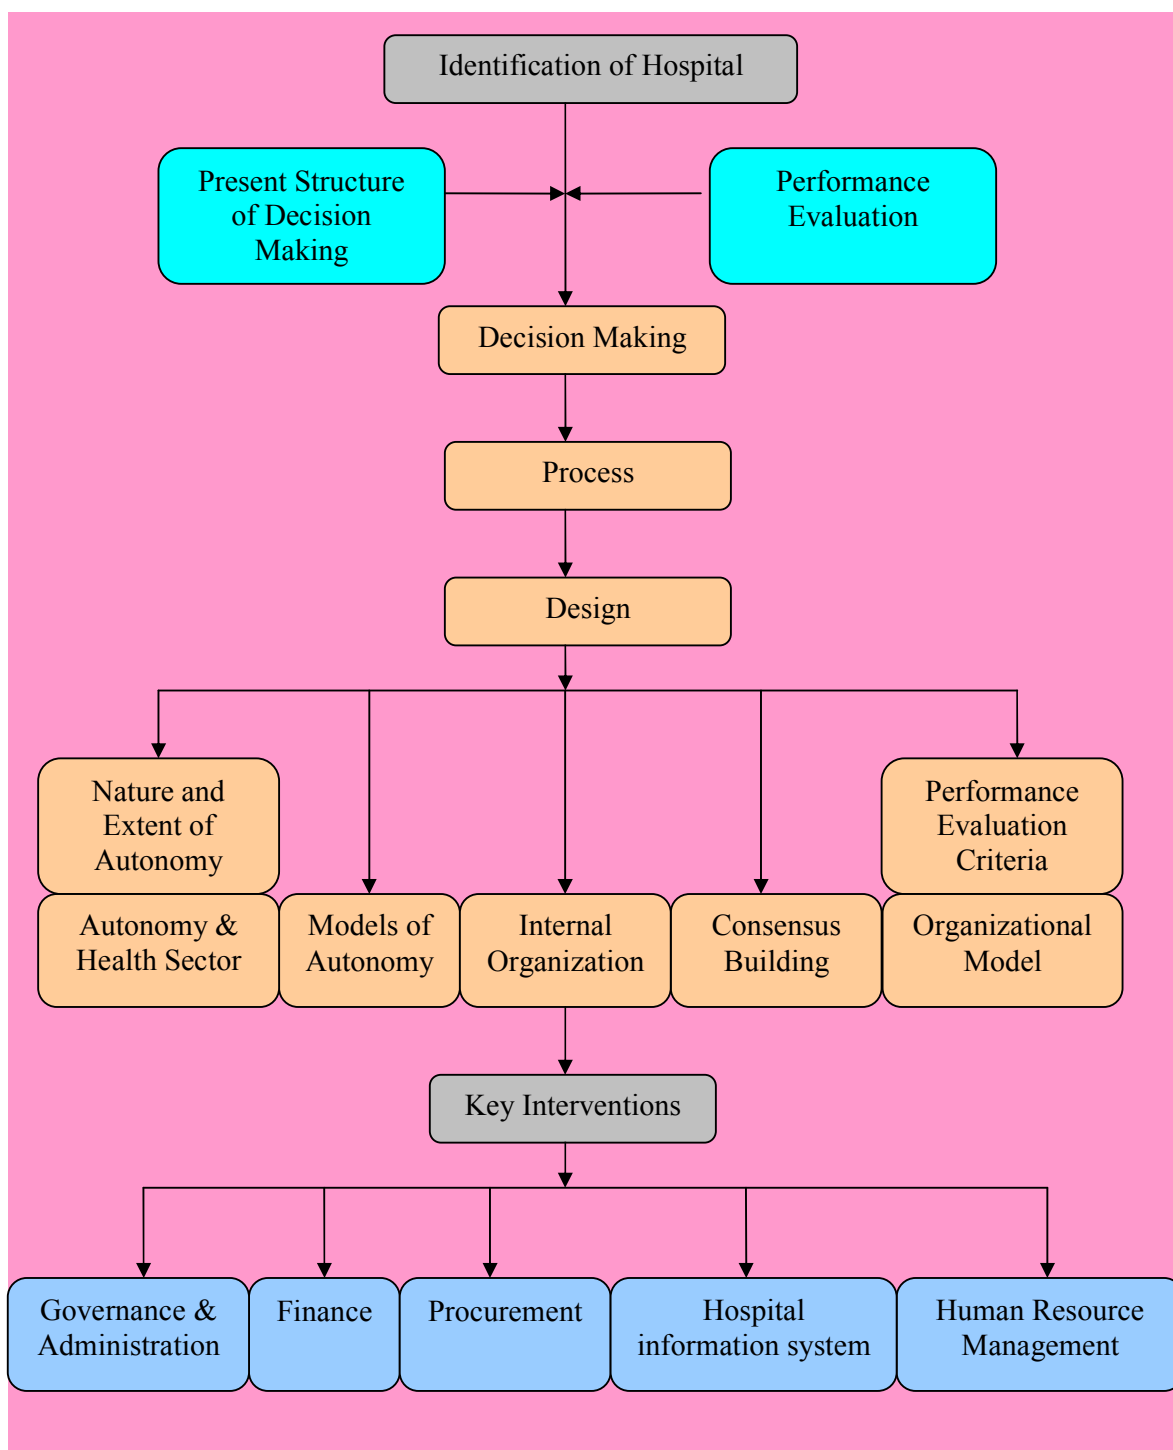 Identification of Hospital
Present Structure
of Decision
Making
Performance
Evaluation
Decision Making
Process
Design
Nature and
Extent of
Autonomy
Performance
Evaluation
Criteria
Autonomy &
Health Sector
Models of
Autonomy
Internal
Organization
Consensus
Building
Organizational
Model
Key Interventions
Governance &
Administration
Finance
Procurement
Hospital
information system
Human Resource
Management